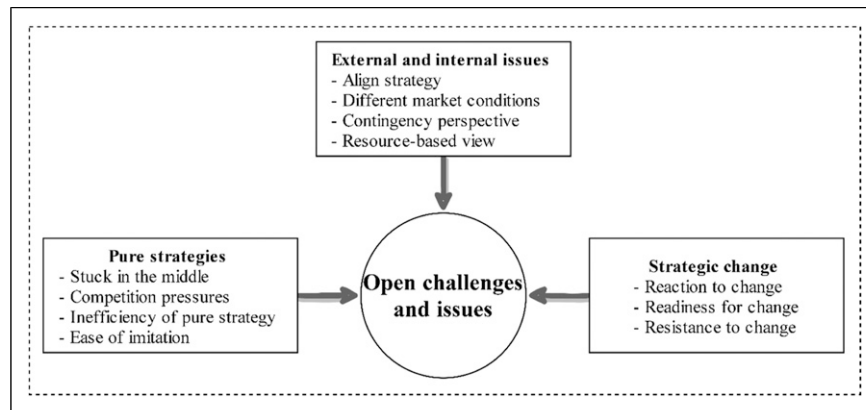 External and internal issues
- Align strategy
- Different market conditions
- Contingency perspective
- Resource-based view
Pure strategies
- Stuck in the middle
- Competition pressures
- Inefficiency of pure strategy
- Ease of imitation
Open challenges
and issues
Strategic change
- Reaction to change
- Readiness for change
- Resistance to change